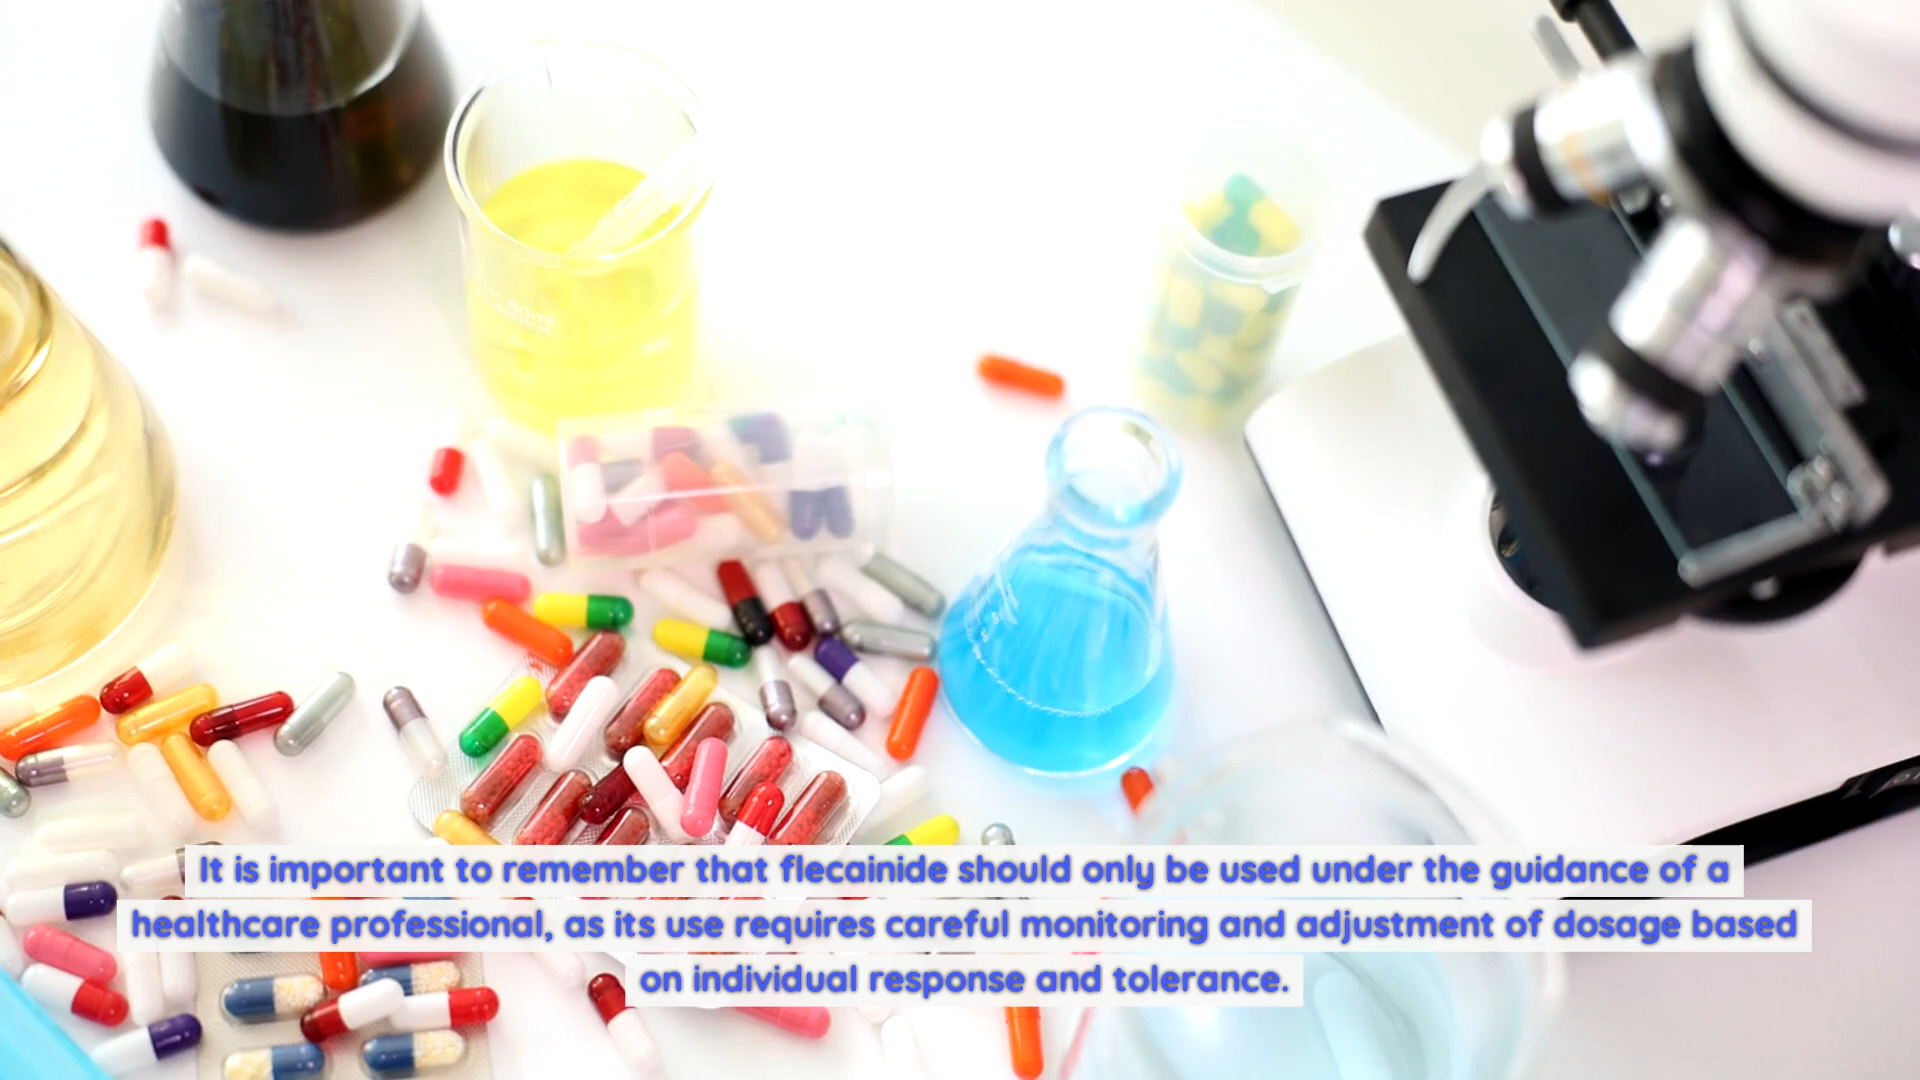 It is important to remember that flecainide should only be used under the guidance of a
healthcare professional, as its use requires careful monitoring and adjustment of dosage based
on individual response and tolerance.